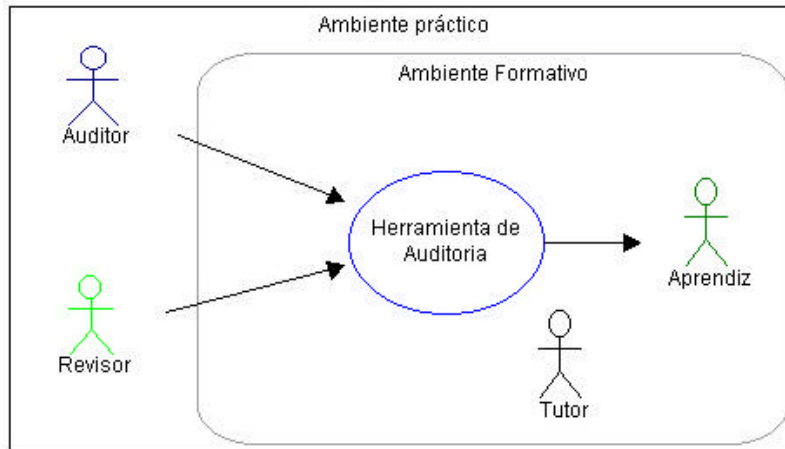 Ambiente práctico
Ambiente Formativo
Auditor
Herramienta de
Auditoria
Aprendiz
Revisor
Tutor